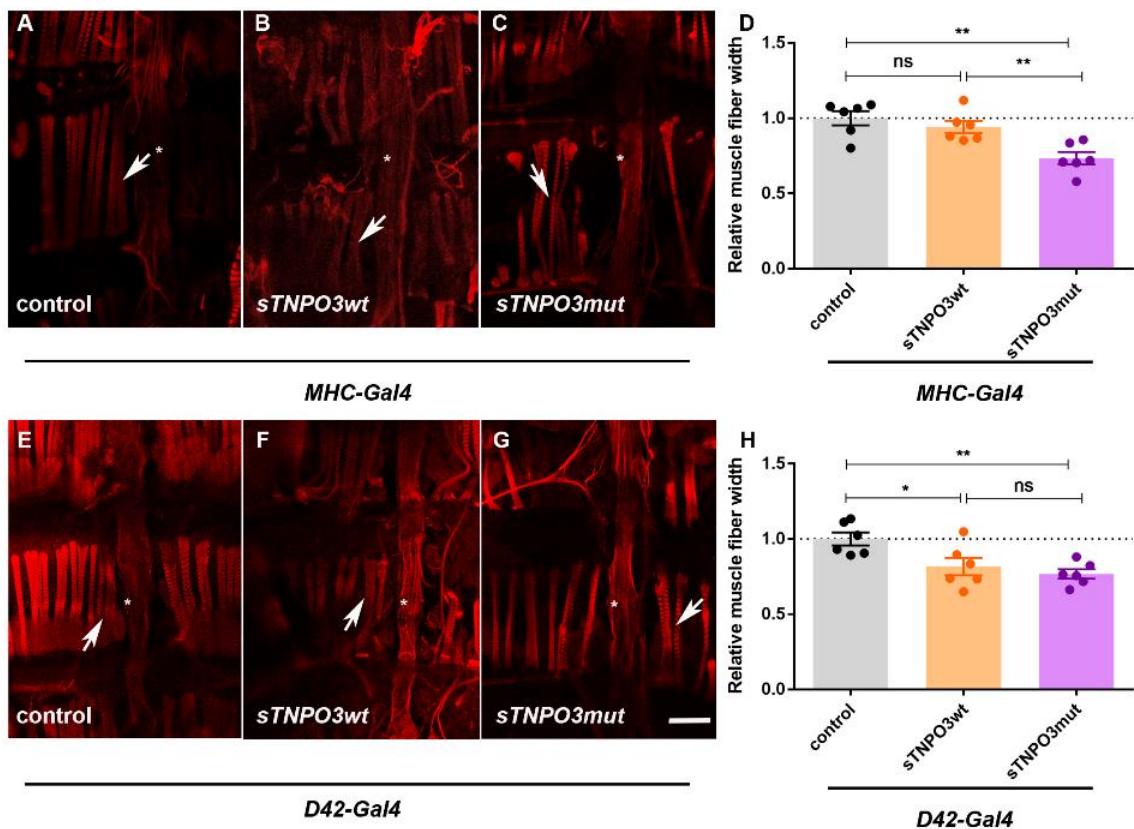 A
B
C
control
*
sTNPO3wt
*
sTNPO3mut
*
MHC-Gal4
D
Relative muscle fiber width
1.5
1.0
0.5
0.0
**
ns
**
control
sTNPO3wt
sTNPO3mut
MHC-Gal4
E
F
G
control
*
sTNPO3wt
*
sTNPO3mut
*
D42-Gal4
H
Relative muscle fiber width
1.5
1.0
0.5
0.0
**
*
ns
control
sTNPO3wt
sTNPO3mut
D42-Gal4